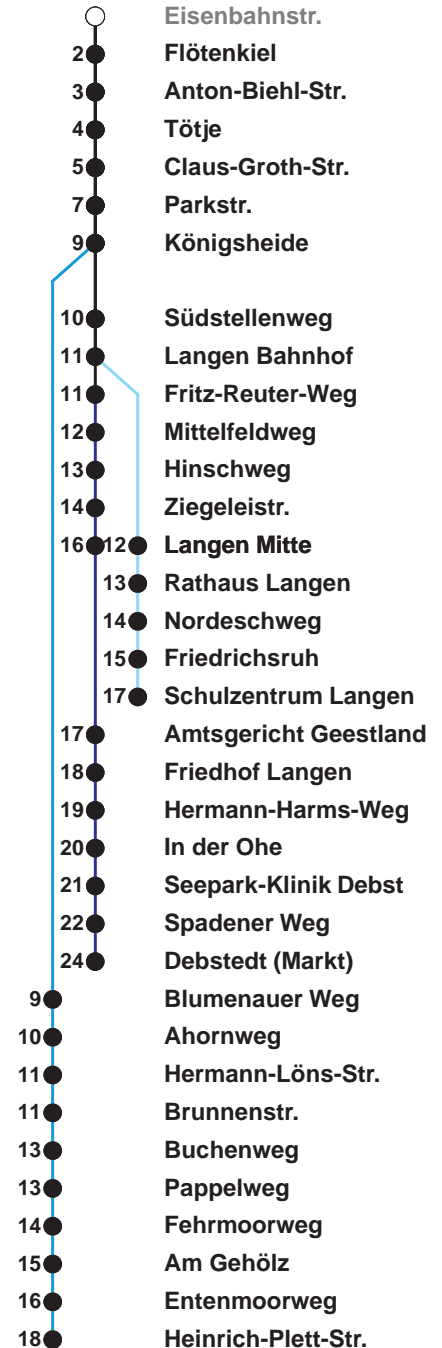 Eisenbahnstr.
2 Flötenkiel
3 Anton-Biehl-Str.
4 Tötje
5 Claus-Groth-Str.
7 Parkstr.
9 Königsheide
10 Südstellenweg
11 Langen Bahnhof
11 Fritz-Reuter-Weg
12 Mittelfeldweg
13 Hinschweg
14 Ziegeleistr.
16 12 Langen Mitte
13 Rathaus Langen
14 Nordeschweg
15 Friedrichsruh
17 Schulzentrum Langen
17 Amtsgericht Geestland
18 Friedhof Langen
19 Hermann-Harms-Weg
20 In der Ohe
21 Seepark-Klinik Debst
22 Spadener Weg
24 Debstedt (Markt)
9 Blumenauer Weg
10 Ahornweg
11 Hermann-Löns-Str.
11 Brunnenstr.
13 Buchenweg
13 Pappelweg
14 Fehrmoorweg
15 Am Gehölz
16 Entenmoorweg
18 Heinrich-Plett-Str.